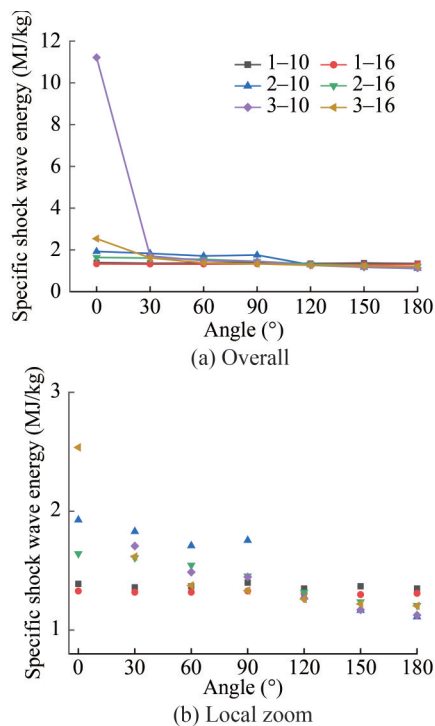 Specific shock wave energy (MJ/kg)
12
10
8
6
4
2
0
1–10
1–16
2–10
2–16
3–10
3–16
0 30 60 90 120 150 180
Angle (°)
(a) Overall
Specific shock wave energy (MJ/kg)
3
2
1
0 30 60 90 120 150 180
Angle (°)
(b) Local zoom